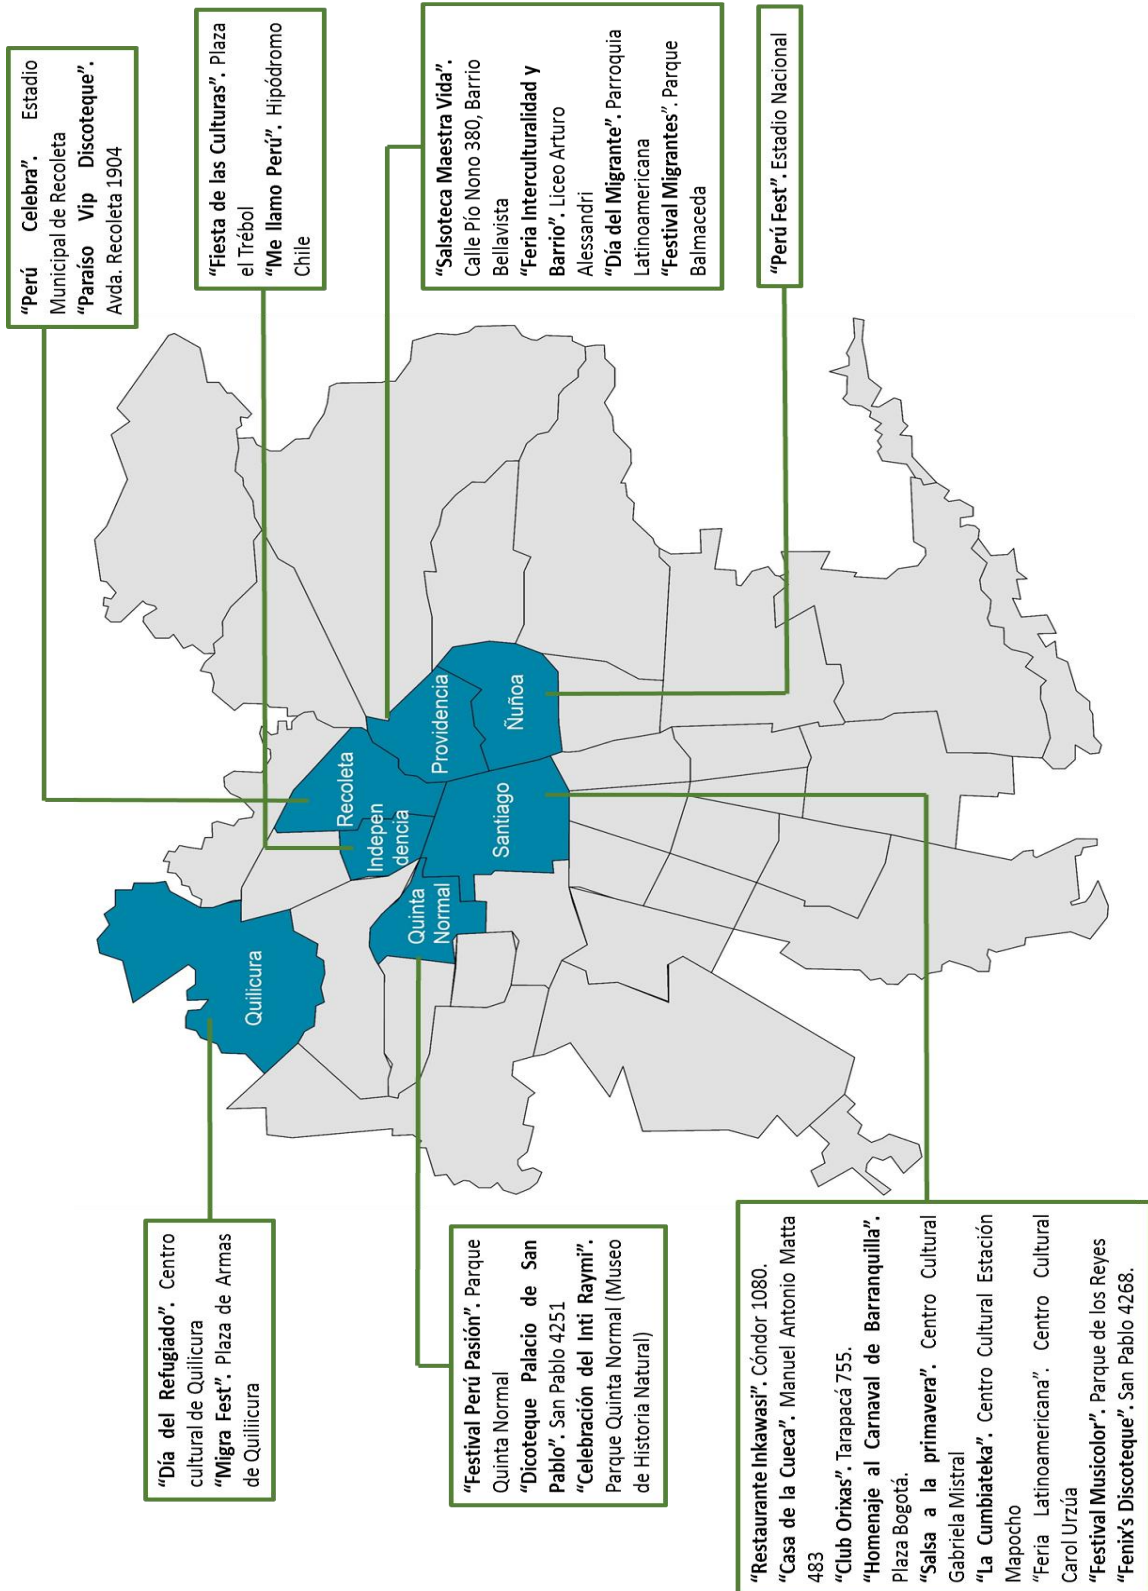 “Día del Refugiado”. Centro
cultural de Quilicura
“Migra Fest”. Plaza de Armas
de Quilicura
“Perú Celebra”. Estadio
Municipal de Recoleta
“Paraíso Vip Discoteque”.
Avda. Recoleta 1904
“Fiesta de las Culturas”. Plaza
el Trébol
“Me llamo Perú”. Hipódromo
Chile
“Salsoteca Maestra Vida”.
Calle Pío Nono 380, Barrio
Bellavista
“Feria Interculturalidad y
Barrio”. Liceo Arturo
Alessandri
“Día del Migrante”. Parroquia
Latinoamericana
“Festival Migrantes”. Parque
Balmaceda
“Perú Fest”. Estadio Nacional
Quilicura
Recoleta
Indepen
dencia
Providencia
Quinta
Normal
Santiago
Ñuñoa
“Festival Perú Pasión”. Parque
Quinta Normal
“Dicoteque Palacio de San
Pablo”. San Pablo 4251
“Celebración del Inti Raymi”.
Parque Quinta Normal (Museo
de Historia Natural)
“Restaurante Inkawasi”. Cóndor 1080.
“Casa de la Cueca”. Manuel Antonio Matta
483
“Club Orixas”. Tarapacá 755.
“Homenaje al Carnaval de Barranquilla”.
Plaza Bogotá.
“Salsa a la primavera”. Centro Cultural
Gabriela Mistral
“La Cumbiateka”. Centro Cultural Estación
Mapocho
“Feria Latinoamericana”. Centro Cultural
Carol Urzúa
“Festival Musicolor”. Parque de los Reyes
“Fenix’s Discoteque”. San Pablo 4268.